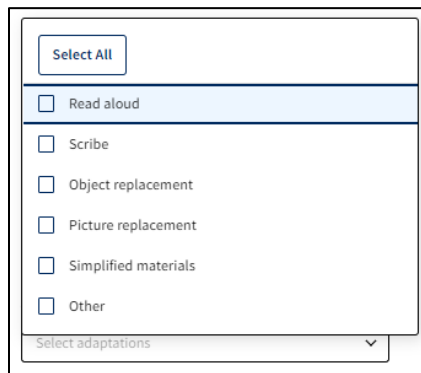 Select All
Read aloud
Scribe
Object replacement
Picture replacement
Simplified materials
Other
Select adaptations